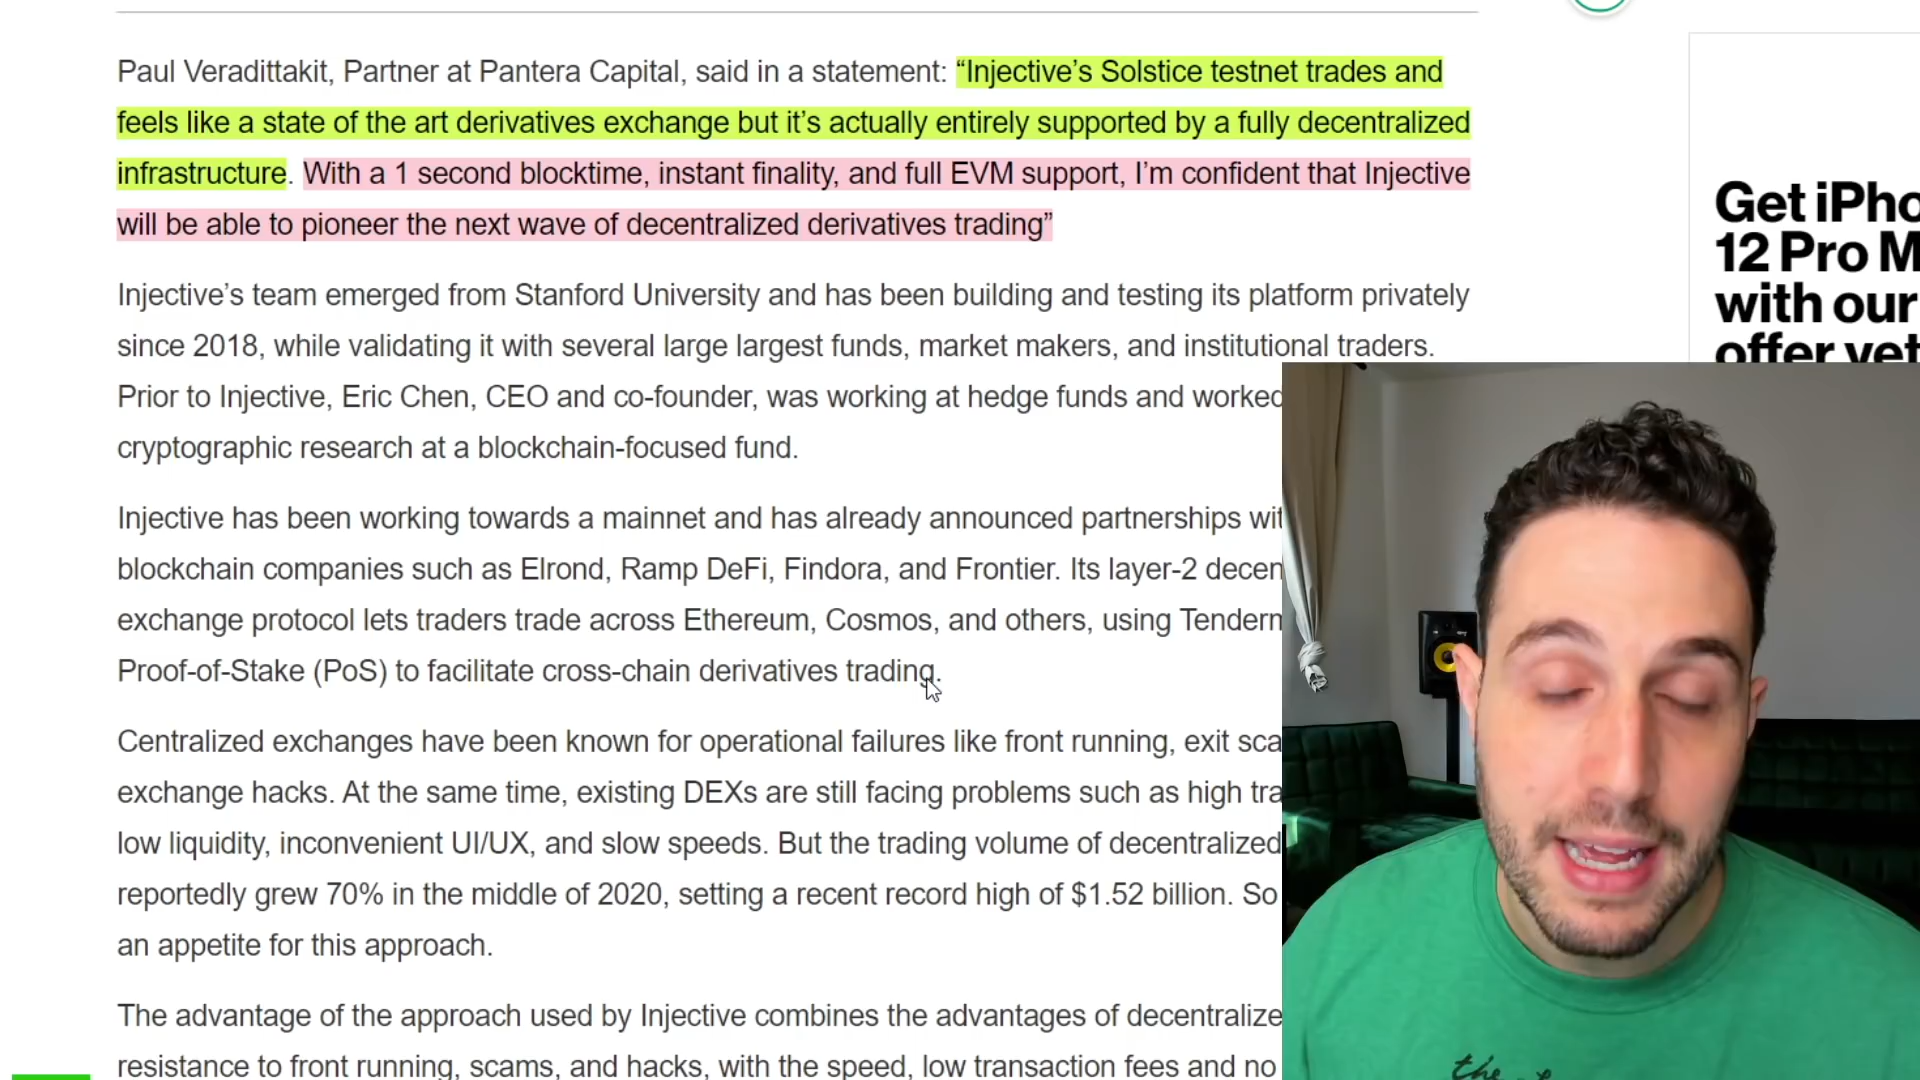 Paul Veradittakit, Partner at Pantera Capital, said in a statement: “Injective’s Solstice testnet trades and
feels like a state of the art derivatives exchange but it’s actually entirely supported by a fully decentralized
infrastructure. With a 1 second blocktime, instant finality, and full EVM support, I’m confident that Injective
will be able to pioneer the next wave of decentralized derivatives trading”
Injective’s team emerged from Stanford University and has been building and testing its platform privately
since 2018, while validating it with several large largest funds, market makers, and institutional traders.
Prior to Injective, Eric Chen, CEO and co-founder, was working at hedge funds and worked
cryptographic research at a blockchain-focused fund.
Injective has been working towards a mainnet and has already announced partnerships wit
blockchain companies such as Elrond, Ramp DeFi, Findora, and Frontier. Its layer-2 decen
exchange protocol lets traders trade across Ethereum, Cosmos, and others, using Tenderm
Proof-of-Stake (PoS) to facilitate cross-chain derivatives trading.
Centralized exchanges have been known for operational failures like front running, exit sca
exchange hacks. At the same time, existing DEXs are still facing problems such as high tra
low liquidity, inconvenient UI/UX, and slow speeds. But the trading volume of decentralized
reportedly grew 70% in the middle of 2020, setting a recent record high of $1.52 billion. So
an appetite for this approach.
The advantage of the approach used by Injective combines the advantages of decentralize
resistance to front running, scams, and hacks, with the speed, low transaction fees and no
Get iPho
12 Pro M
with our
offer yet
the